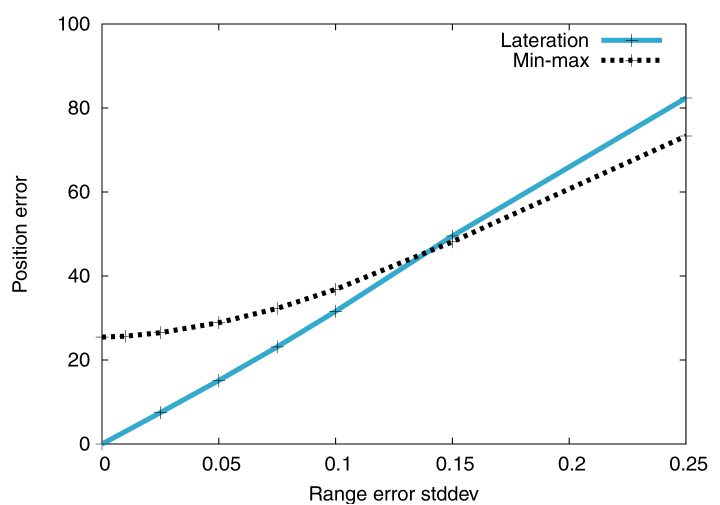 100
80
60
40
20
0
Position error
Lateration
Min-max
0 0.05 0.1 0.15 0.2 0.25
Range error stddev